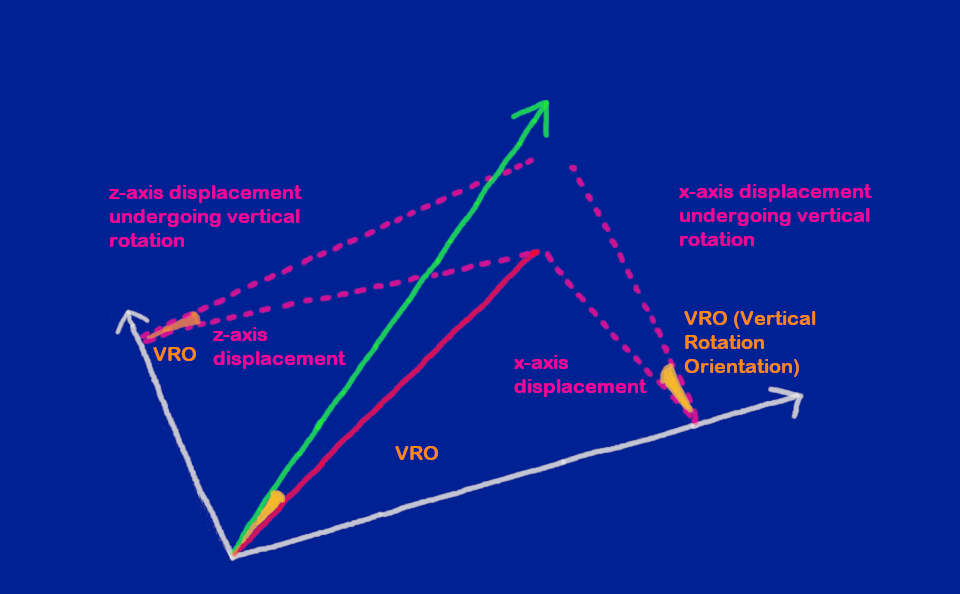 z-axis displacement
undergoing vertical
rotation
x-axis displacement
undergoing vertical
rotation
VRO (Vertical
Rotation
Orientation)
z-axis
displacement
VRO
x-axis
displacement
VRO